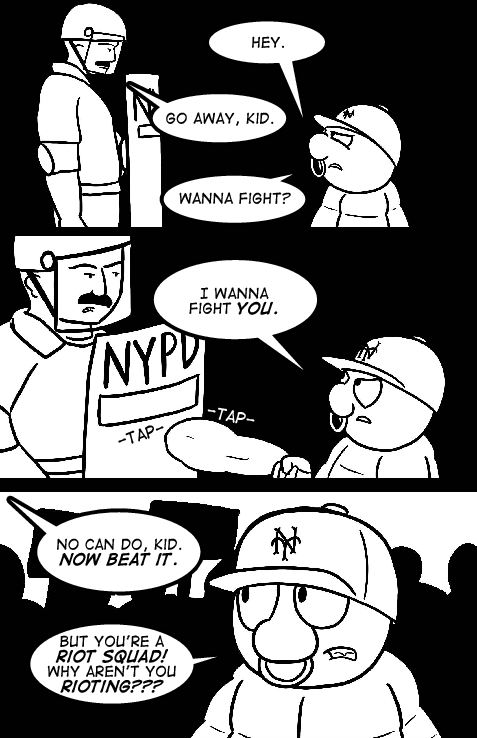 HEY.
GO AWAY, KID.
WANNA FIGHT?
I WANNA
FIGHT YOU.
NYPD
-TAP-
-TAP-
NO CAN DO, KID.
NOW BEAT IT.
NY
BUT YOU'RE A
RIOT SQUAD!
WHY AREN'T YOU
RIOTING???